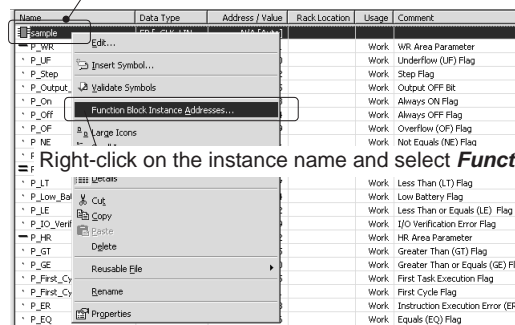 Name Data Type Address / Value Rack Location Usage Comment
sample N/A [Auto]
P_WR Work WR Area Parameter
Edit...
P_UF Work Underflow (UF) Flag
Insert Symbol...
P_Step Work Step Flag
P_Output_ Work Output OFF Bit
Validate Symbols
P_On Work Always ON Flag
Function Block Instance Addresses...
P_Off Work Always OFF Flag
P_OF Work Overflow (OF) Flag
Large Icons
P_NE Work Not Equals (NE) Flag
Right-click on the instance name and select Funct
Details
P_LT Work Less Than (LT) Flag
P_Low_Bat Work Low Battery Flag
Cut
P_LE Work Less Than or Equals (LE) Flag
Copy
P_IO_Verif Work I/O Verification Error Flag
Paste
P_HR Work HR Area Parameter
Delete
P_GT Work Greater Than (GT) Flag
P_GE Work Greater Than or Equals (GE) Fl
Reusable File
P_First_Cy Work First Task Execution Flag
P_First_Cy Work First Cycle Flag
Rename
P_ER Work Instruction Execution Error (ER
Properties
P_EQ Work Equals (EQ) Flag